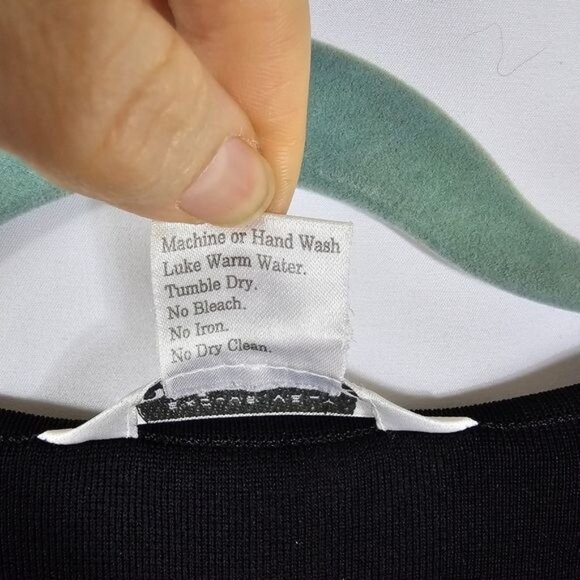 Machine or Hand Wash
Luke Warm Water.
Tumble Dry.
No Bleach.
No Iron.
No Dry Clean.